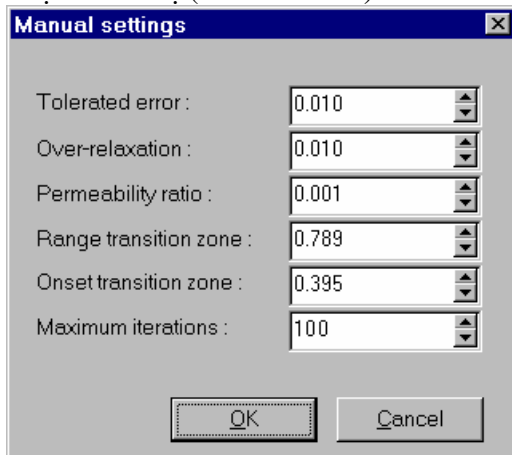 Manual settings
Tolerated error : 0.010
Over-relaxation : 0.010
Permeability ratio : 0.001
Range transition zone : 0.789
Onset transition zone : 0.395
Maximum iterations : 100
OK Cancel